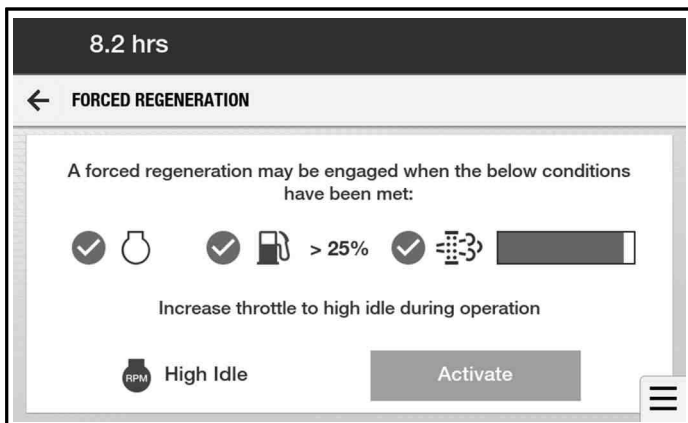 8.2 hrs
FORCED REGENERATION
A forced regeneration may be engaged when the below conditions
have been met:
> 25%
Increase throttle to high idle during operation
RPM High Idle
Activate